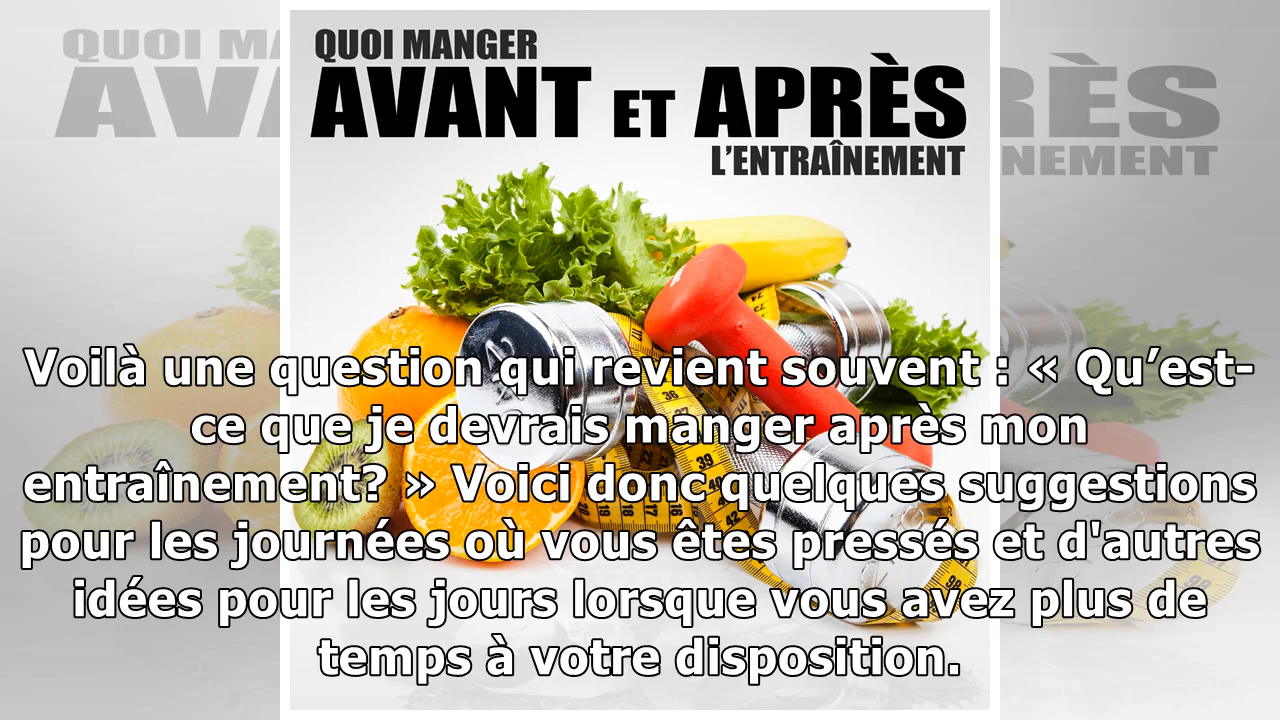 QUOI MANGER
AVANT ET APRÈS
L'ENTRAÎNEMENT
Voilà une question qui revient souvent : « Qu’est-
ce que je devrais manger après mon
entraînement? » Voici donc quelques suggestions
pour les journées où vous êtes pressés et d'autres
idées pour les jours lorsque vous avez plus de
temps à votre disposition.